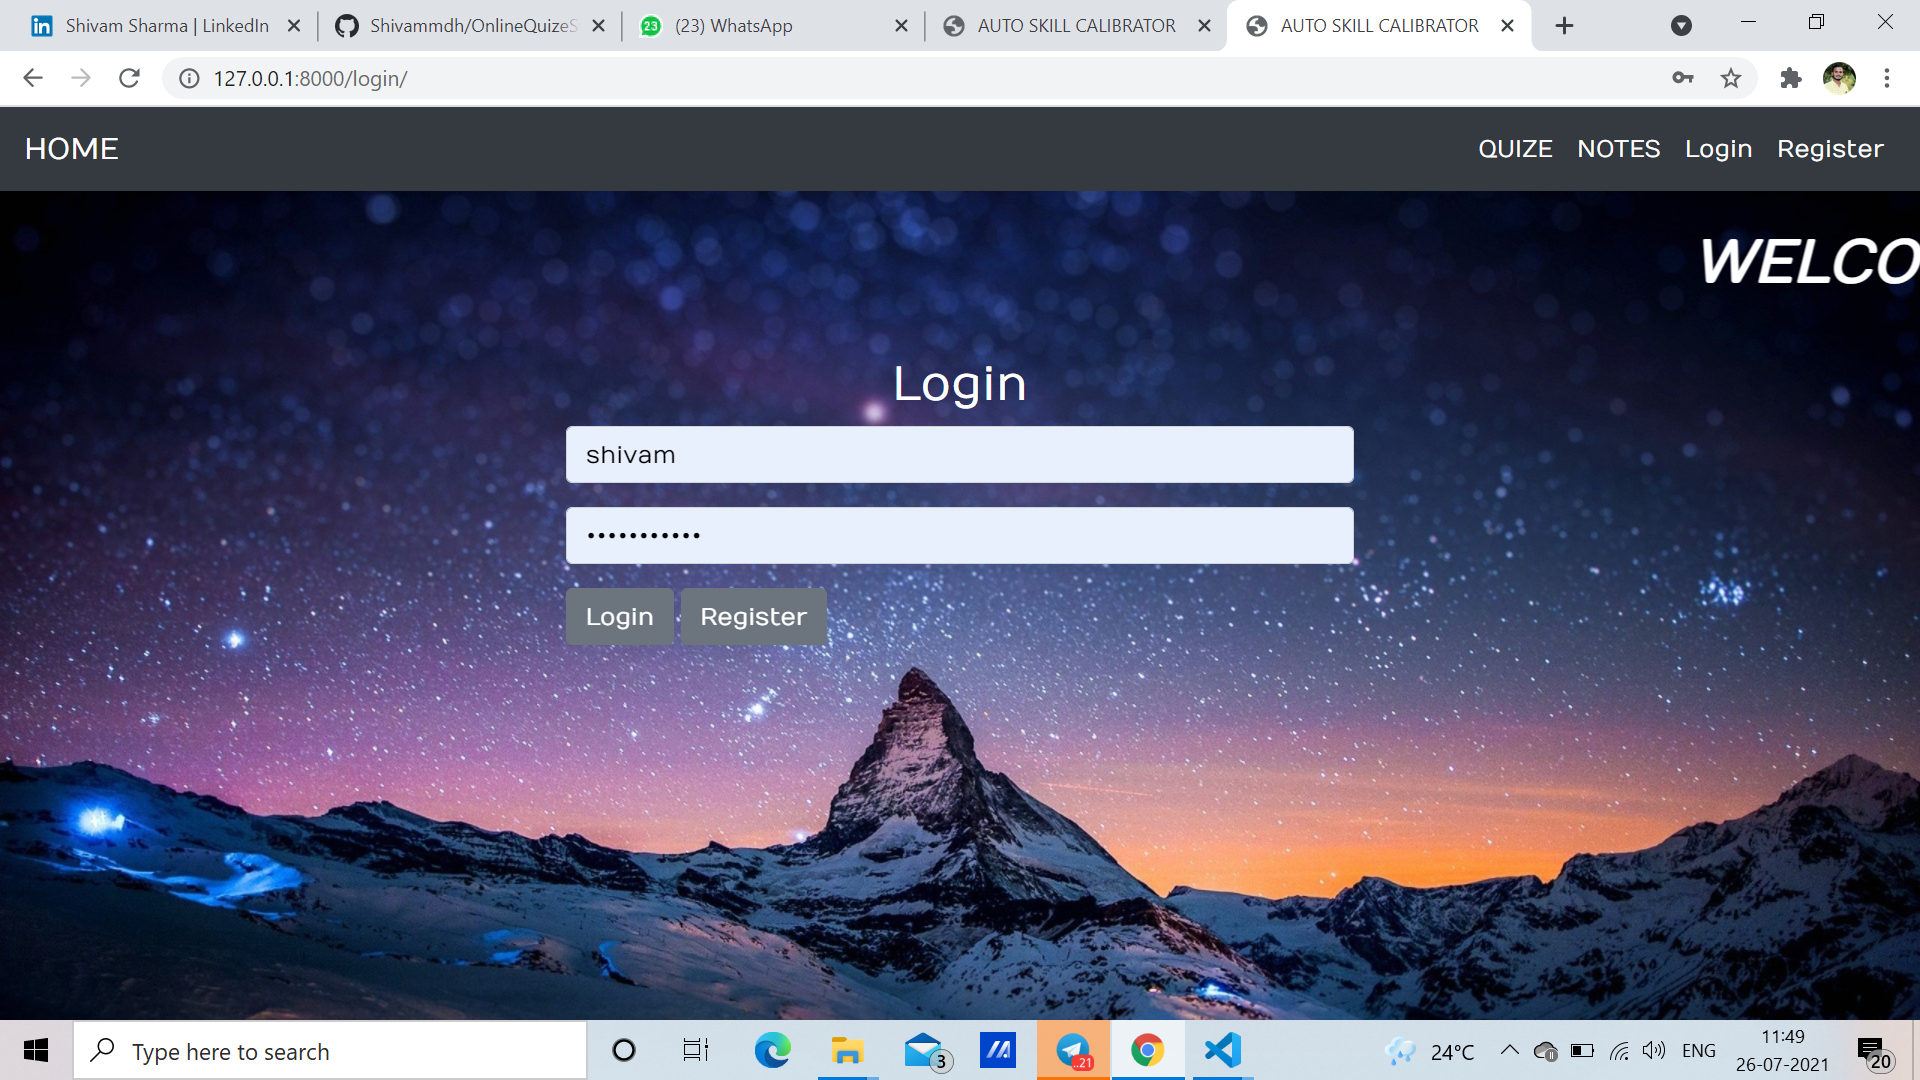 Shivam Sharma | LinkedIn
Shivammdh/OnlineQuizeS
(23) WhatsApp
AUTO SKILL CALIBRATOR
AUTO SKILL CALIBRATOR
127.0.0.1:8000/login/
HOME
QUIZE NOTES Login Register
WELCO
Login
shivam
Login Register
Type here to search
3
..21
24°C
ENG
11:49
26-07-2021
20